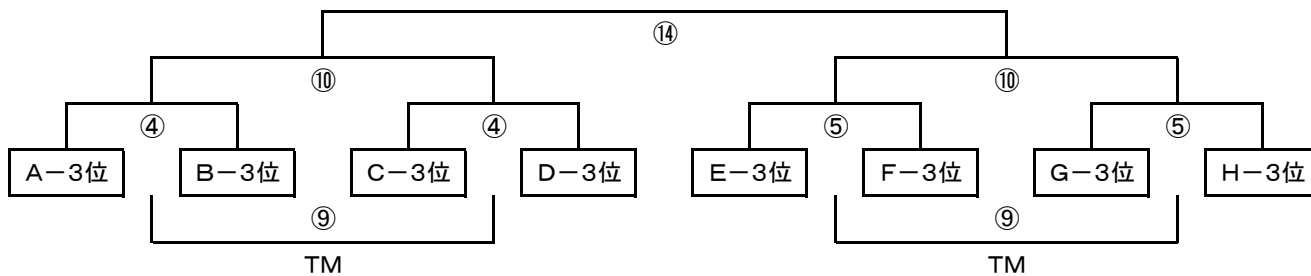 ⑭
⑩ ⑩
④ ④ ⑤ ⑤
A-3位 B-3位 C-3位 D-3位 E-3位 F-3位 G-3位 H-3位
⑨ ⑨
TM TM